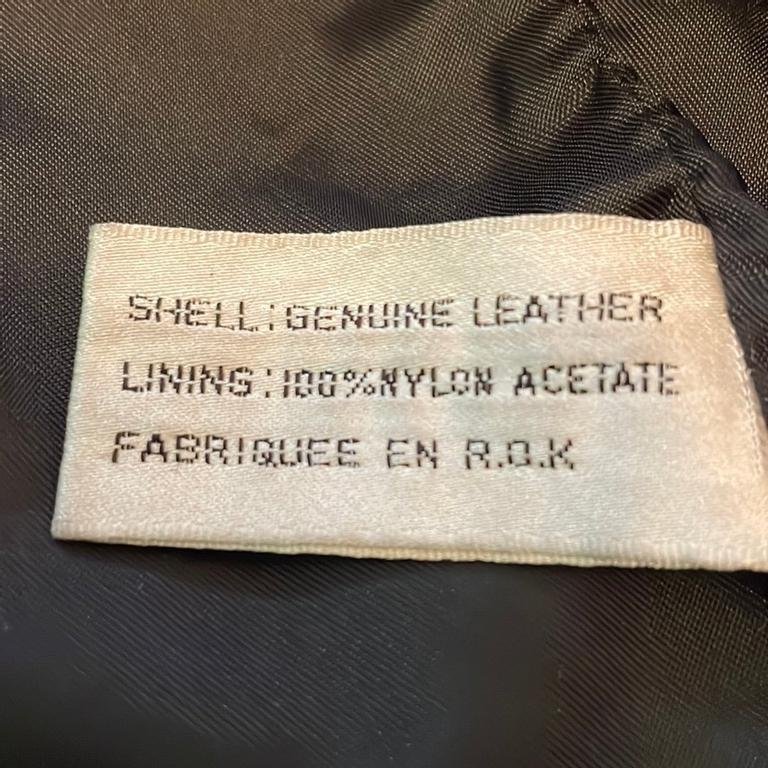 SHELL:GENUINE LEATHER
LINING:100%NYLON ACETATE
FABRIQUEE EN R.O.K